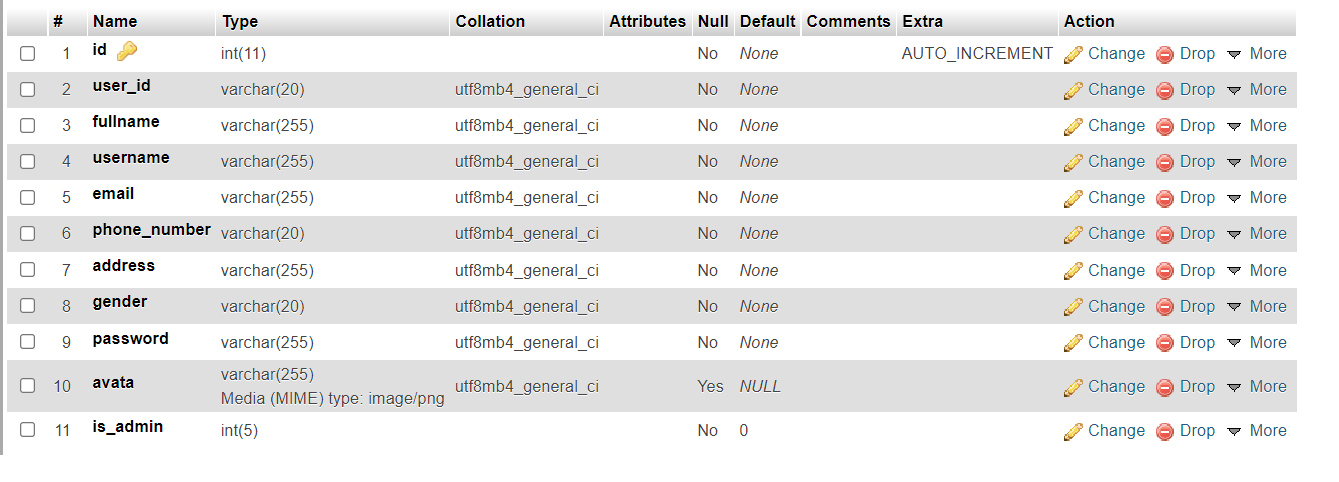 # Name Type Collation Attributes Null Default Comments Extra Action
1 id int(11) No None AUTO_INCREMENT Change Drop More
2 user_id varchar(20) utf8mb4_general_ci No None Change Drop More
3 fullname varchar(255) utf8mb4_general_ci No None Change Drop More
4 username varchar(255) utf8mb4_general_ci No None Change Drop More
5 email varchar(255) utf8mb4_general_ci No None Change Drop More
6 phone_number varchar(20) utf8mb4_general_ci No None Change Drop More
7 address varchar(255) utf8mb4_general_ci No None Change Drop More
8 gender varchar(20) utf8mb4_general_ci No None Change Drop More
9 password varchar(255) utf8mb4_general_ci No None Change Drop More
10 avata varchar(255) utf8mb4_general_ci Yes NULL Change Drop More
Media (MIME) type: image/png
11 is_admin int(5) No 0 Change Drop More